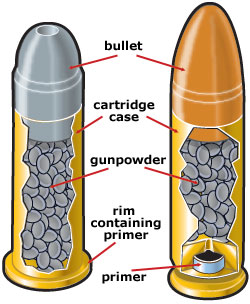 bullet
cartridge
case
gunpowder
rim
containing
primer
primer